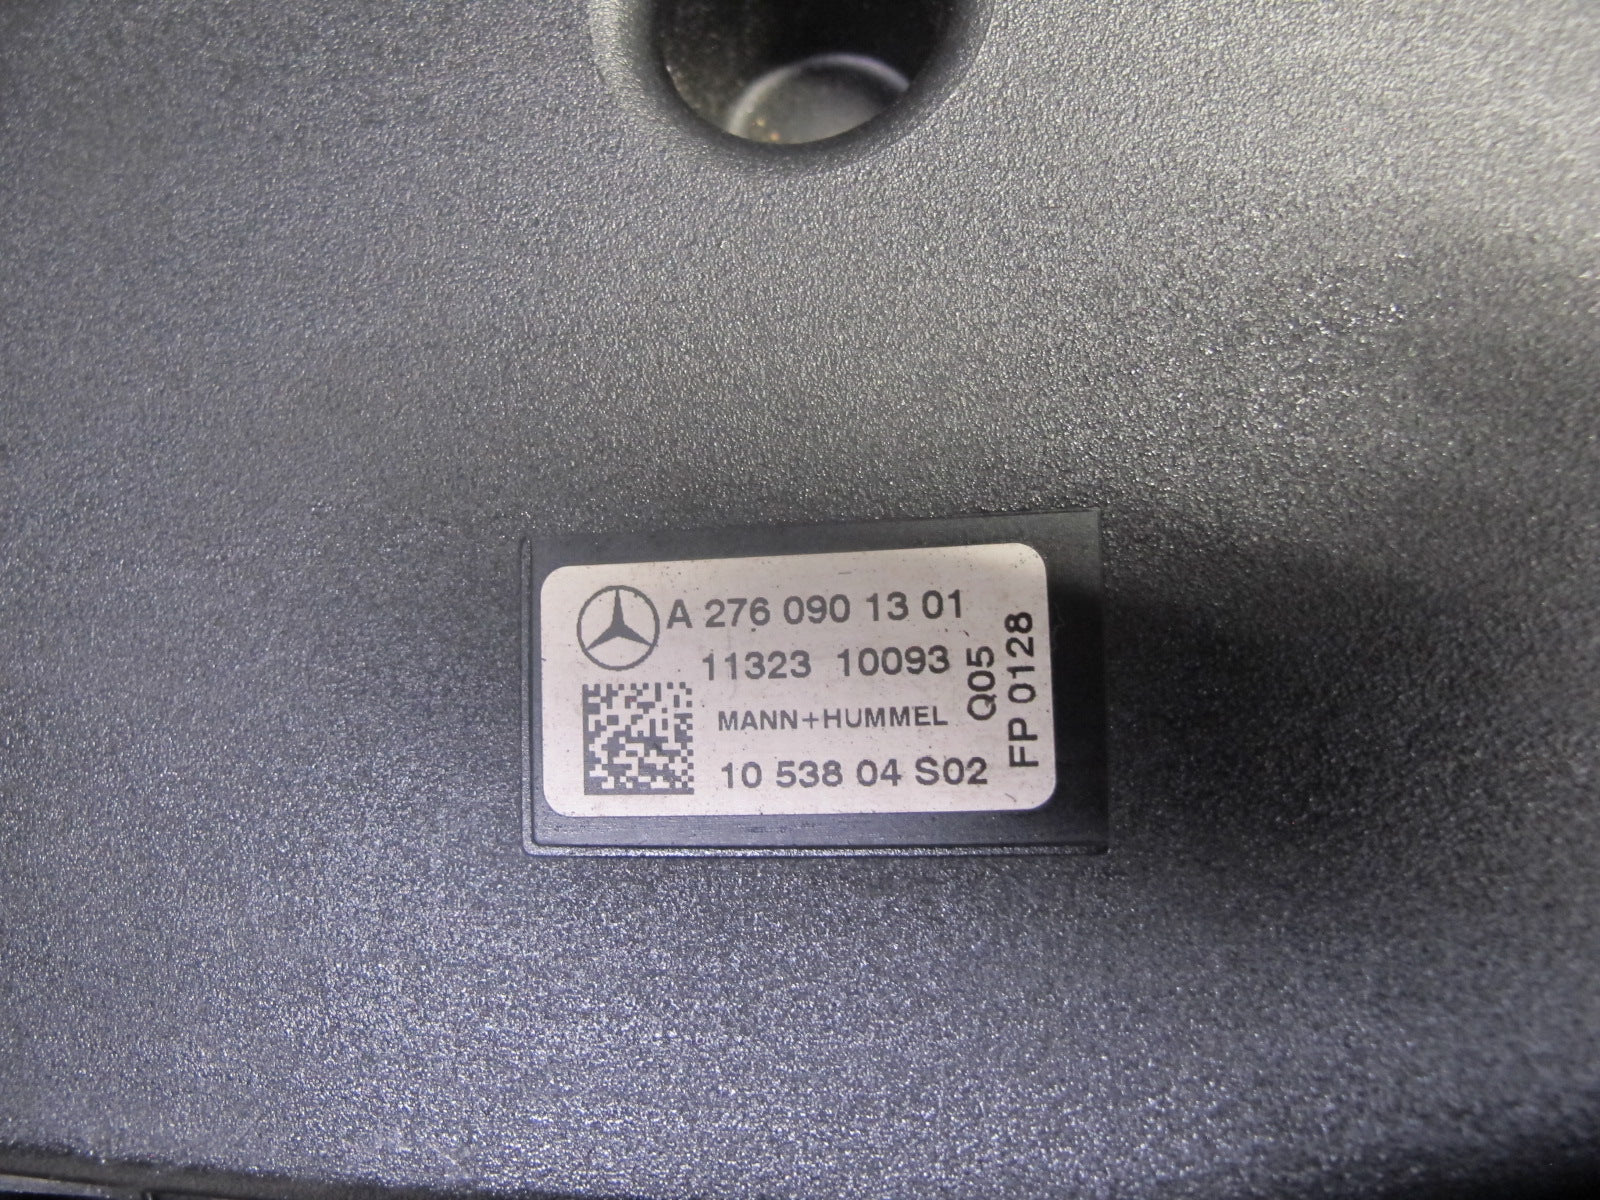 A 276 090 13 01
11323 10093
MANN+HUMMEL
10 538 04 S02
Q05
FP 0128